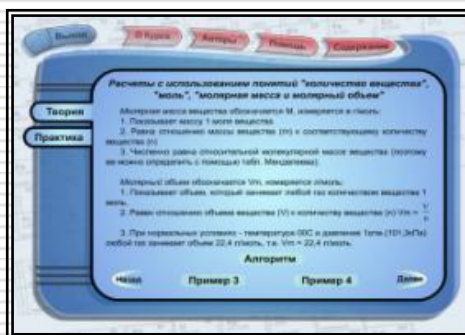 Выход
О Курсе
Авторы
Помощь
Содержание
Теория
Практика
Расчеты с использованием понятий "количество вещества",
"моль", "молярная масса и молярный объем"
Молярная масса вещества обозначается М, измеряется в г/моль:
1. Показывает массу 1 моля вещества.
2. Равна отношению массы вещества (m) к соответствующему количеству
вещества (n)
3. Численно равна относительной молекулярной массе вещества (поэтому
ее можно определить с помощью табл. Менделеева).
Молярный объем обозначается Vm, измеряется л/моль:
1. Показывает объем, который занимает любой газ количеством вещества 1
моль.
2. Равен отношению объема вещества (V) к количеству вещества (n) Vm = V/n
3. При нормальных условиях - температуре 00С и давление 1атм (101,3кПа)
любой газ занимает объем 22,4 л/моль, т.е. Vm = 22,4 л/моль.
Алгоритм
Назад
Пример 3
Пример 4
Далее